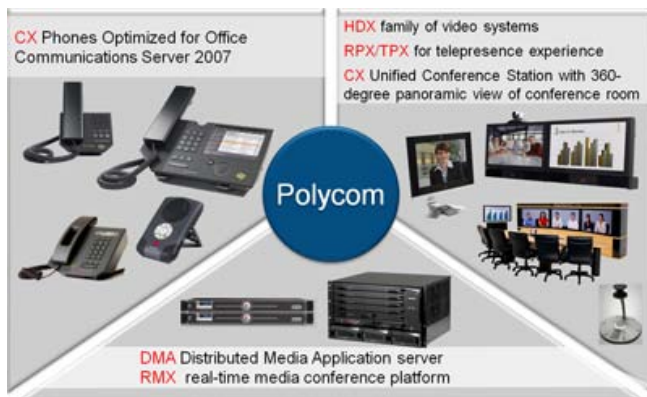 CX Phones Optimized for Office
Communications Server 2007
HDX family of video systems
RPX/TPX for telepresence experience
CX Unified Conference Station with 360-
degree panoramic view of conference room
Polycom
DMA Distributed Media Application server
RMX real-time media conference platform